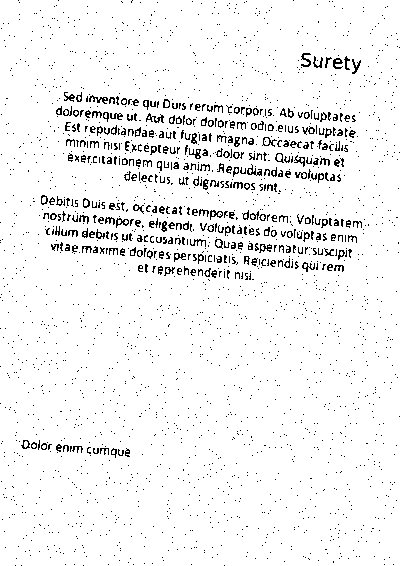 Surety
Sed inventore qui Duis rerum corporis. Ab voluptates
doloremque ut. Aut dolor dolorem odio eius voluptate.
Est repudiandae aut fugiat magna. Occaecat facilis
minim nisi Excepteur fuga, dolor sint. Quisquam et
exercitationem quia anim. Repudiandae voluptas
delectus, ut dignissimos sint,
Debitis Duis est, occaecat tempore, dolorem. Voluptatem
nostrum tempore, eligendi. Voluptates do voluptas enim
cillum debitis ut accusantium. Quae aspernatur suscipit
vitae maxime dolores perspiciatis. Reiciendis qui rem
et reprehenderit nisi.
Dolor enim cumque